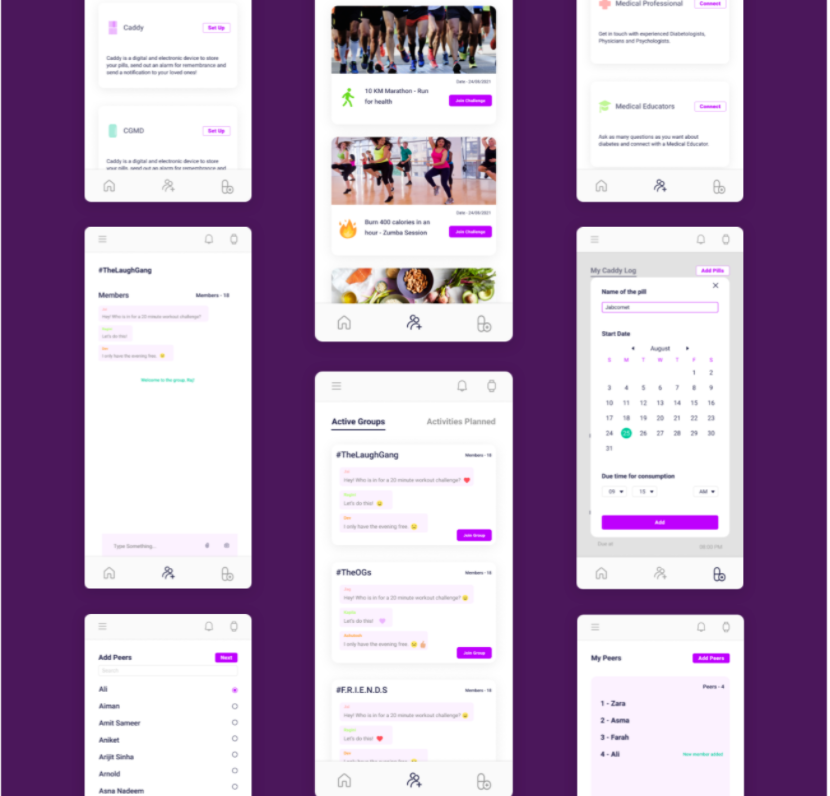 Caddy
Set Up
Caddy is a digital and electronic device to store
your pills, send out an alarm for remembrance and
send a notification to your loved ones!
CGMD
Set Up
Caddy is a digital and electronic device to store
your pills, send out an alarm for remembrance and
#TheLaughGang
Members
Members - 18
Hey! Who is in for a 20 minute workout challenge?
Let's do this!
I only have the evening free.
Welcome to the group, Raj!
Type Something...
Add Peers
Next
Search
Ali
Aiman
Amit Sameer
Aniket
Arijit Sinha
Arnold
Asna Nadeem
Date - 24/08/2021
10 KM Marathon - Run
for health
Join Challenge
Date - 24/08/2021
Burn 400 calories in an
hour - Zumba Session
Join Challenge
Active Groups
Activities Planned
#TheLaughGang
Members - 18
Hey! Who is in for a 20 minute workout challenge?
Let's do this!
I only have the evening free.
Join Group
#TheOGs
Members - 18
Hey! Who is in for a 20 minute workout challenge?
Let's do this!
I only have the evening free.
Join Group
#F.R.I.E.N.D.S
Members - 18
Hey! Who is in for a 20 minute workout challenge?
Let's do this!
I only have the evening free.
Medical Professional
Connect
Get in touch with experienced Diabetologists,
Physicians and Psychologists.
Medical Educators
Connect
Ask as many questions as you want about
diabetes and connect with a Medical Educator.
My Caddy Log
Add Pills
Name of the pill
Jabcomet
Start Date
August
S M T W T F S
1 2
3 4 5 6 7 8 9
10 11 12 13 14 15 16
17 18 19 20 21 22 23
24 25 26 27 28 29 30
31
Due time for consumption
09 15 AM
Add
Due at
08:00 PM
My Peers
Add Peers
Peers - 4
1 - Zara
2 - Asma
3 - Farah
4 - Ali
New member added